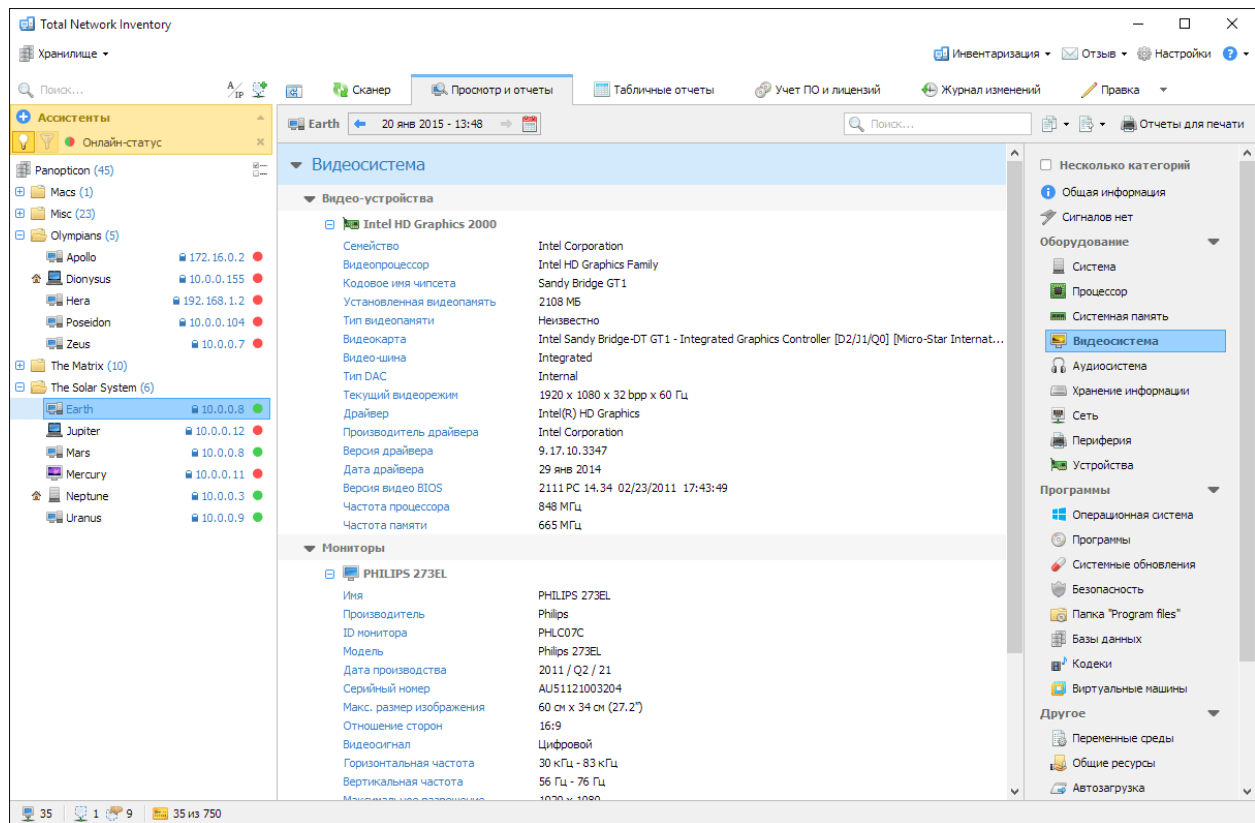 Total Network Inventory
Хранилище
Инвентаризация Отзыв Настройки
Поиск... A/IP
Сканер Просмотр и отчеты Табличные отчеты Учет ПО и лицензий Журнал изменений Правка
Ассистенты
Онлайн-статус
Panopticon (45)
Macs (1)
Misc (23)
Olympians (5)
Apollo 172.16.0.2
Dionysus 10.0.0.155
Hera 192.168.1.2
Poseidon 10.0.0.104
Zeus 10.0.0.7
The Matrix (10)
The Solar System (6)
Earth 10.0.0.8
Jupiter 10.0.0.12
Mars 10.0.0.8
Mercury 10.0.0.11
Neptune 10.0.0.3
Uranus 10.0.0.9
Earth 20 янв 2015 - 13:48 Поиск... Отчеты для печати
Видеосистема
Видео-устройства
Intel HD Graphics 2000
Семейство Intel Corporation
Видеопроцессор Intel HD Graphics Family
Кодовое имя чипсета Sandy Bridge GT1
Установленная видеопамять 2108 МБ
Тип видеопамяти Неизвестно
Видеокарта Intel Sandy Bridge-DT GT1 - Integrated Graphics Controller [D2/J1/Q0] [Micro-Star Internat...
Видео-шина Integrated
Тип DAC Internal
Текущий видеорежим 1920 x 1080 x 32 bpp x 60 Гц
Драйвер Intel(R) HD Graphics
Производитель драйвера Intel Corporation
Версия драйвера 9.17.10.3347
Дата драйвера 29 янв 2014
Версия видео BIOS 2111 PC 14.34 02/23/2011 17:43:49
Частота процессора 848 МГц
Частота памяти 665 МГц
Мониторы
PHILIPS 273EL
Имя PHILIPS 273EL
Производитель Philips
ID монитора PHLC07C
Модель Philips 273EL
Дата производства 2011 / Q2 / 21
Серийный номер AU51121003204
Макс. размер изображения 60 см x 34 см (27.2")
Отношение сторон 16:9
Видеосигнал Цифровой
Горизонтальная частота 30 кГц - 83 кГц
Вертикальная частота 56 Гц - 76 Гц
Максимальное разрешение 1920 x 1080
Несколько категорий
Общая информация
Сигналов нет
Оборудование
Система
Процессор
Системная память
Видеосистема
Аудиосистема
Хранение информации
Сеть
Периферия
Устройства
Программы
Операционная система
Программы
Системные обновления
Безопасность
Папка "Program files"
Базы данных
Кодеки
Виртуальные машины
Другое
Переменные среды
Общие ресурсы
Автозагрузка
35 1 9 35 из 750